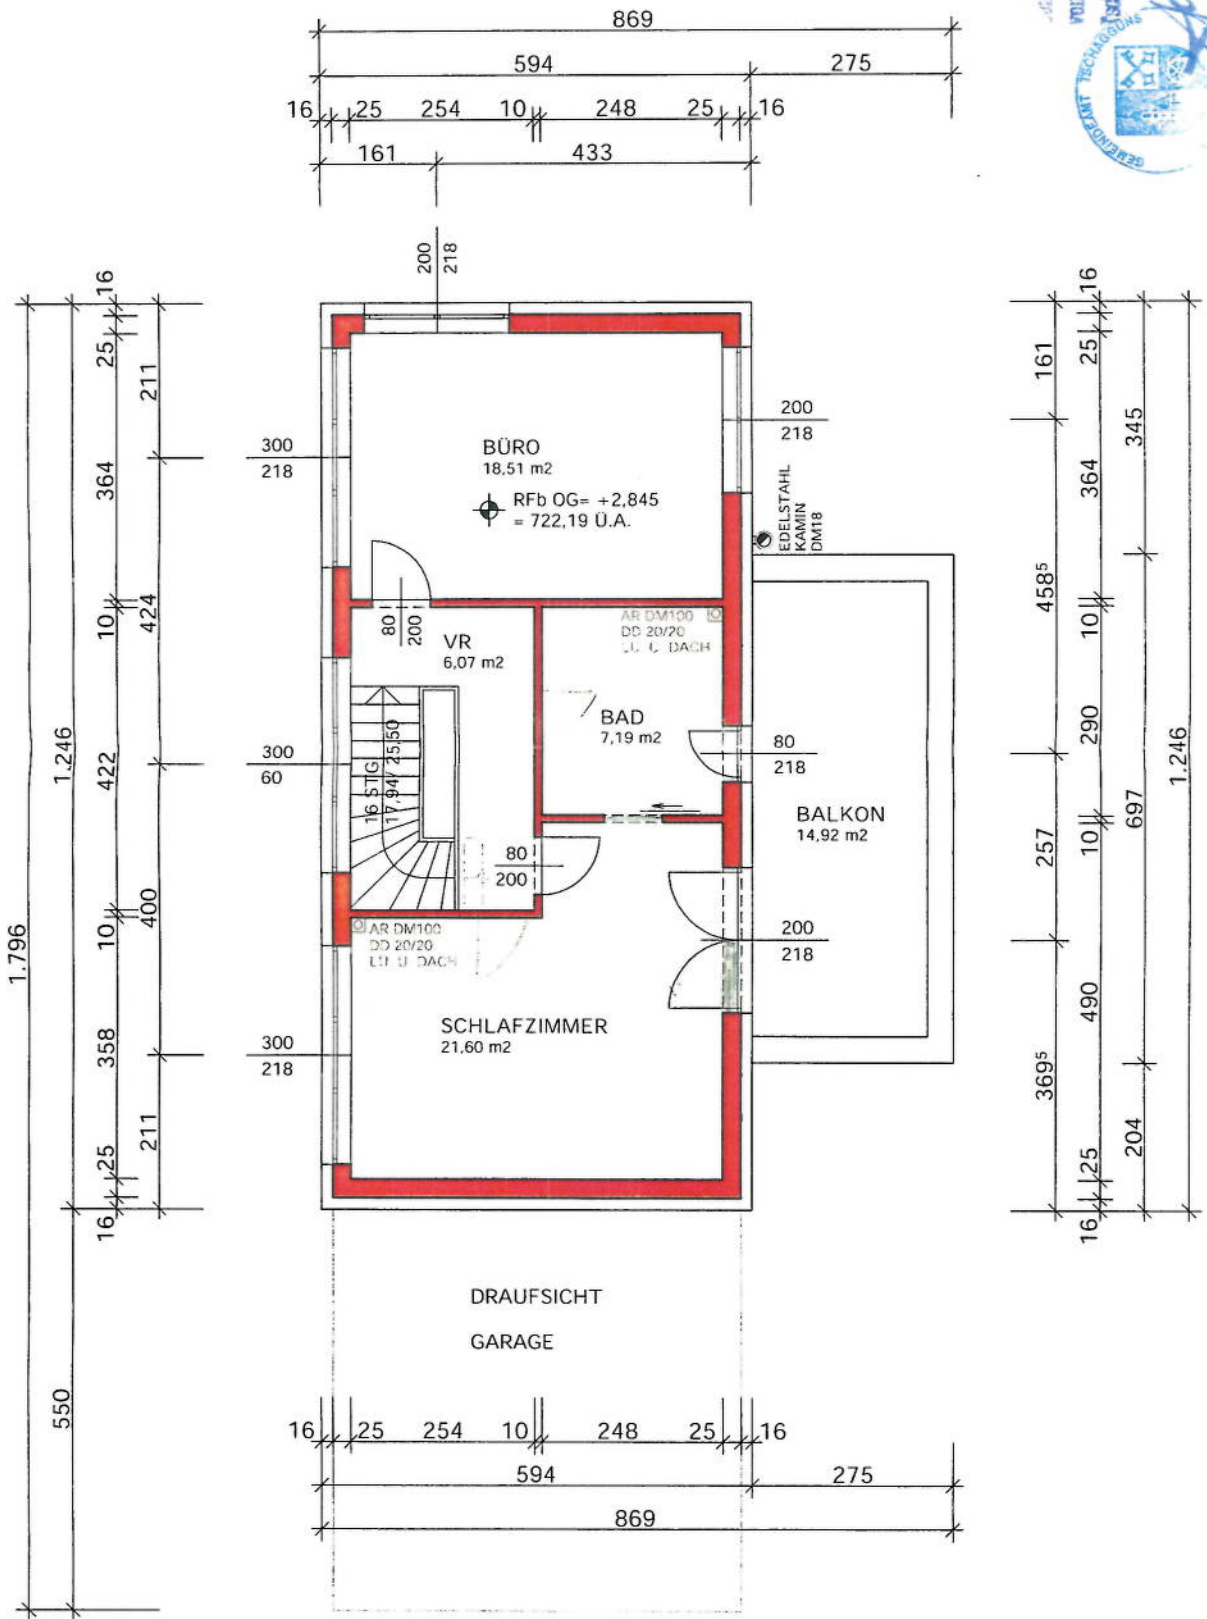 869
594 275
16 25 254 10 248 25 16
161 433
GEMEINDEAMT TSCHAGGUNS
200
218
16
25
364
10
422
10
358
25
16
211
424
400
211
1.246
550
1.796
300
218
300
60
300
218
BÜRO
18,51 m2
RFb OG= +2,845
= 722,19 Ü.A.
200
218
EDELSTAHL
KAMIN
DM18
80
200
VR
6,07 m2
AR DM100
DD 20/20
DACH
BAD
7,19 m2
80
218
16 STG
17,94/ 25,50
BALKON
14,92 m2
80
200
200
218
AR DM100
DD 20/20
DACH
SCHLAFZIMMER
21,60 m2
161
458⁵
257
369⁵
16
25
364
10
290
10
490
25
16
345
697
204
1.246
DRAUFSICHT
GARAGE
16 25 254 10 248 25 16
594 275
869